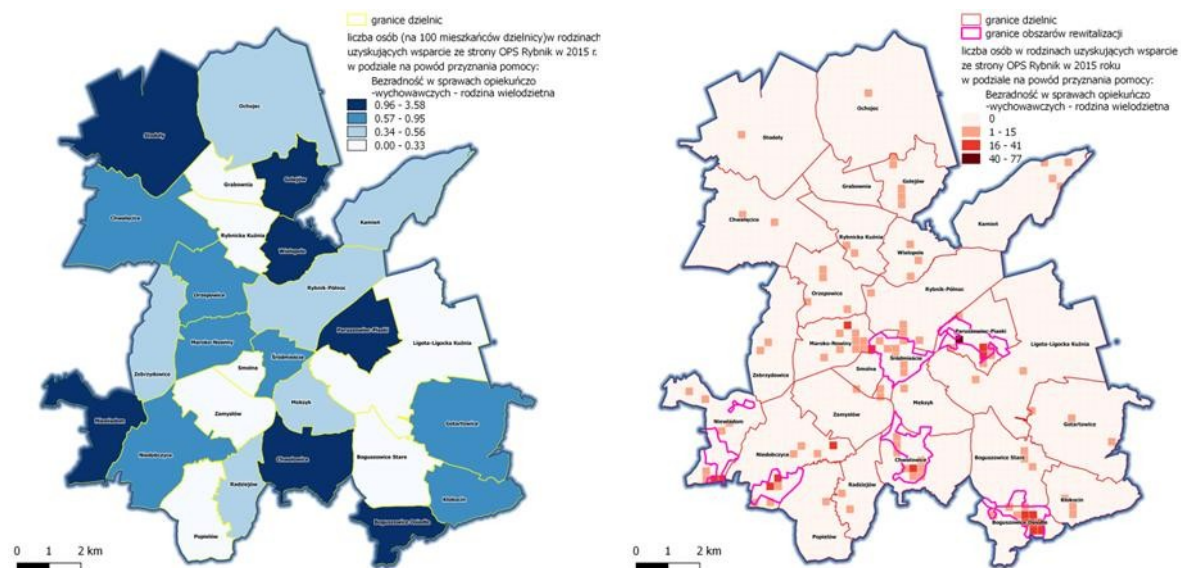 granice dzielnic
liczba osób (na 100 mieszkańców dzielnicy)w rodzinach
uzyskujących wsparcie ze strony OPS Rybnik w 2015 r.
w podziale na powód przyznania pomocy:
Bezradność w sprawach opiekuńczo
-wychowawczych - rodzina wielodzietna
0.96 - 3.58
0.57 - 0.95
0.34 - 0.56
0.00 - 0.33
Ochojec
Stodoły
Grabownia
Golejów
Kamień
Chwałęcice
Rybnicka Kuźnia
Wielopole
Orzepowice
Rybnik-Północ
Paruszowiec-Piaski
Ligota-Ligocka Kuźnia
Maroko-Nowiny
Śródmieście
Smolna
Zebrzydowice
Meksyk
Zamysłów
Niewiadom
Gotartowice
Niedobczyce
Chwałowice
Boguszowice Stare
Radziejów
Kłokocin
Popielów
Boguszowice Osiedle
0 1 2 km
granice dzielnic
granice obszarów rewitalizacji
liczba osób w rodzinach uzyskujących wsparcie
ze strony OPS Rybnik w 2015 roku
w podziale na powód przyznania pomocy:
Bezradność w sprawach opiekuńczo
-wychowawczych - rodzina wielodzietna
0
1 - 15
16 - 41
40 - 77
Ochojec
Stodoły
Golejów
Grabownia
Kamień
Chwałęcice
Rybnicka Kuźnia
Wielopole
Rybnik-Północ
Orzepowice
Paruszowiec-Piaski
Maroko-Nowiny
Śródmieście
Ligota-Ligocka Kuźnia
Smolna
Zebrzydowice
Meksyk
Zamysłów
Niewiadom
Gotartowice
Niedobczyce
Chwałowice
Boguszowice Stare
Radziejów
Kłokocin
Boguszowice Osiedle
Popielów
0 1 2 km